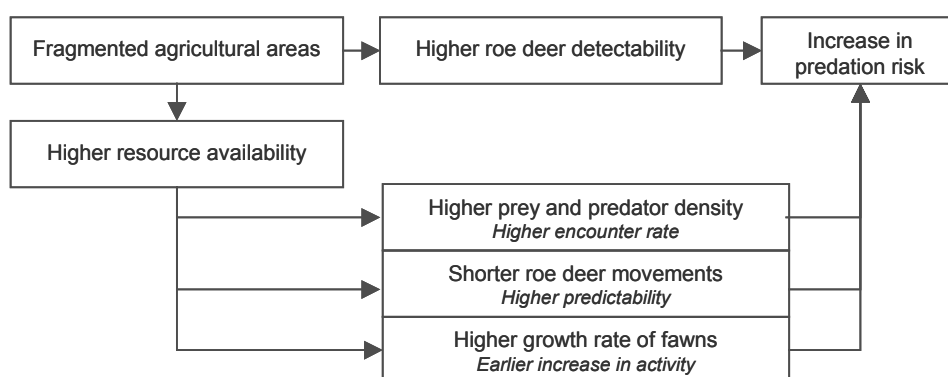 Fragmented agricultural areas
Higher roe deer detectability
Increase in
predation risk
Higher resource availability
Higher prey and predator density
Higher encounter rate
Shorter roe deer movements
Higher predictability
Higher growth rate of fawns
Earlier increase in activity